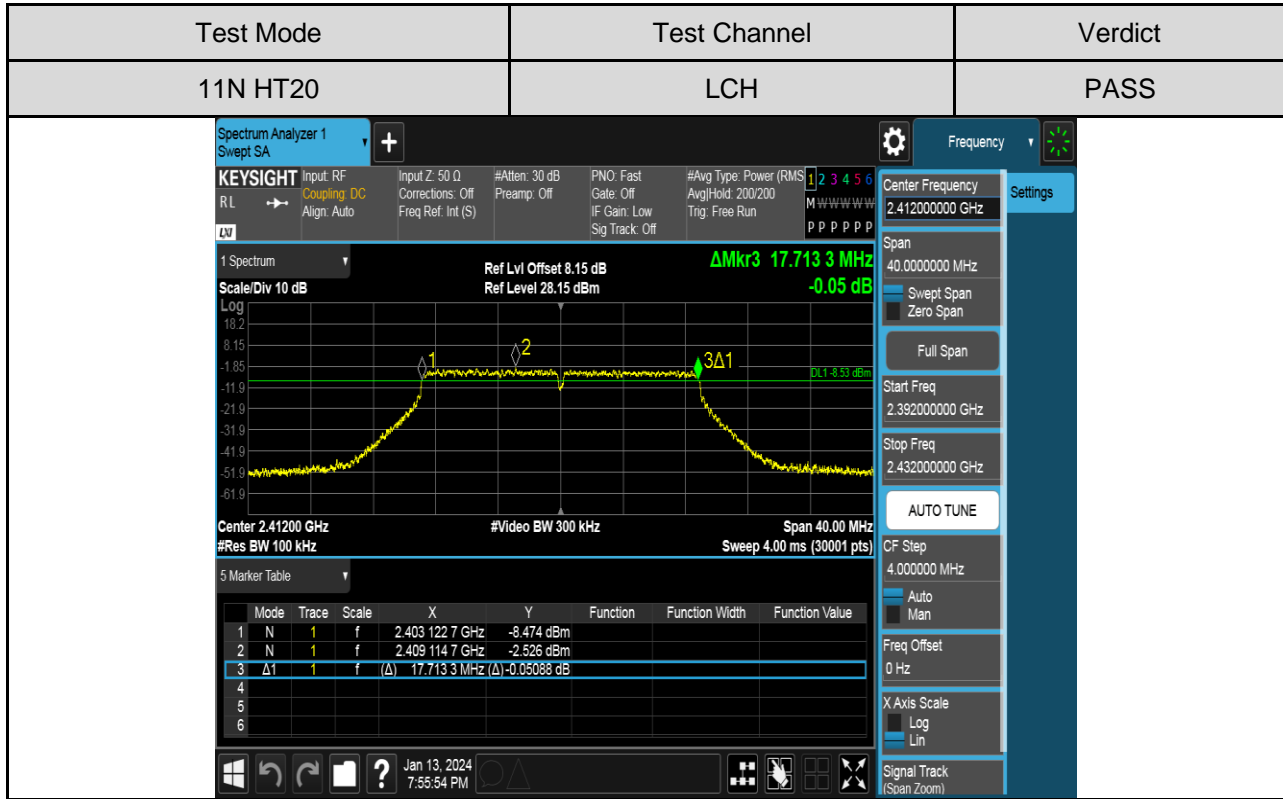 Test Mode Test Channel Verdict
11N HT20 LCH PASS
Spectrum Analyzer 1
Swept SA
+
Frequency
KEYSIGHT Input: RF Input Z: 50 Ω #Atten: 30 dB PNO: Fast #Avg Type: Power (RMS 1 2 3 4 5 6
RL Coupling: DC Corrections: Off Preamp: Off Gate: Off Avg|Hold: 200/200 M W W W W W
Align: Auto Freq Ref: Int (S) IF Gain: Low Trig: Free Run
LXI Sig Track: Off P P P P P P
Center Frequency
2.412000000 GHz
Settings
Span
40.0000000 MHz
Swept Span
Zero Span
Full Span
Start Freq
2.392000000 GHz
Stop Freq
2.432000000 GHz
AUTO TUNE
CF Step
4.000000 MHz
Auto
Man
Freq Offset
0 Hz
X Axis Scale
Log
Lin
Signal Track
(Span Zoom)
1 Spectrum
Ref Lvl Offset 8.15 dB ΔMkr3 17.713 3 MHz
Scale/Div 10 dB Ref Level 28.15 dBm -0.05 dB
Log
18.2
8.15
-1.85
-11.9
-21.9
-31.9
-41.9
-51.9
-61.9
1
2
3Δ1
DL1 -8.53 dBm
Center 2.41200 GHz #Video BW 300 kHz Span 40.00 MHz
#Res BW 100 kHz Sweep 4.00 ms (30001 pts)
5 Marker Table
Mode Trace Scale X Y Function Function Width Function Value
1 N 1 f 2.403 122 7 GHz -8.474 dBm
2 N 1 f 2.409 114 7 GHz -2.526 dBm
3 Δ1 1 f (Δ) 17.713 3 MHz (Δ) -0.05088 dB
4
5
6
? Jan 13, 2024
7:55:54 PM